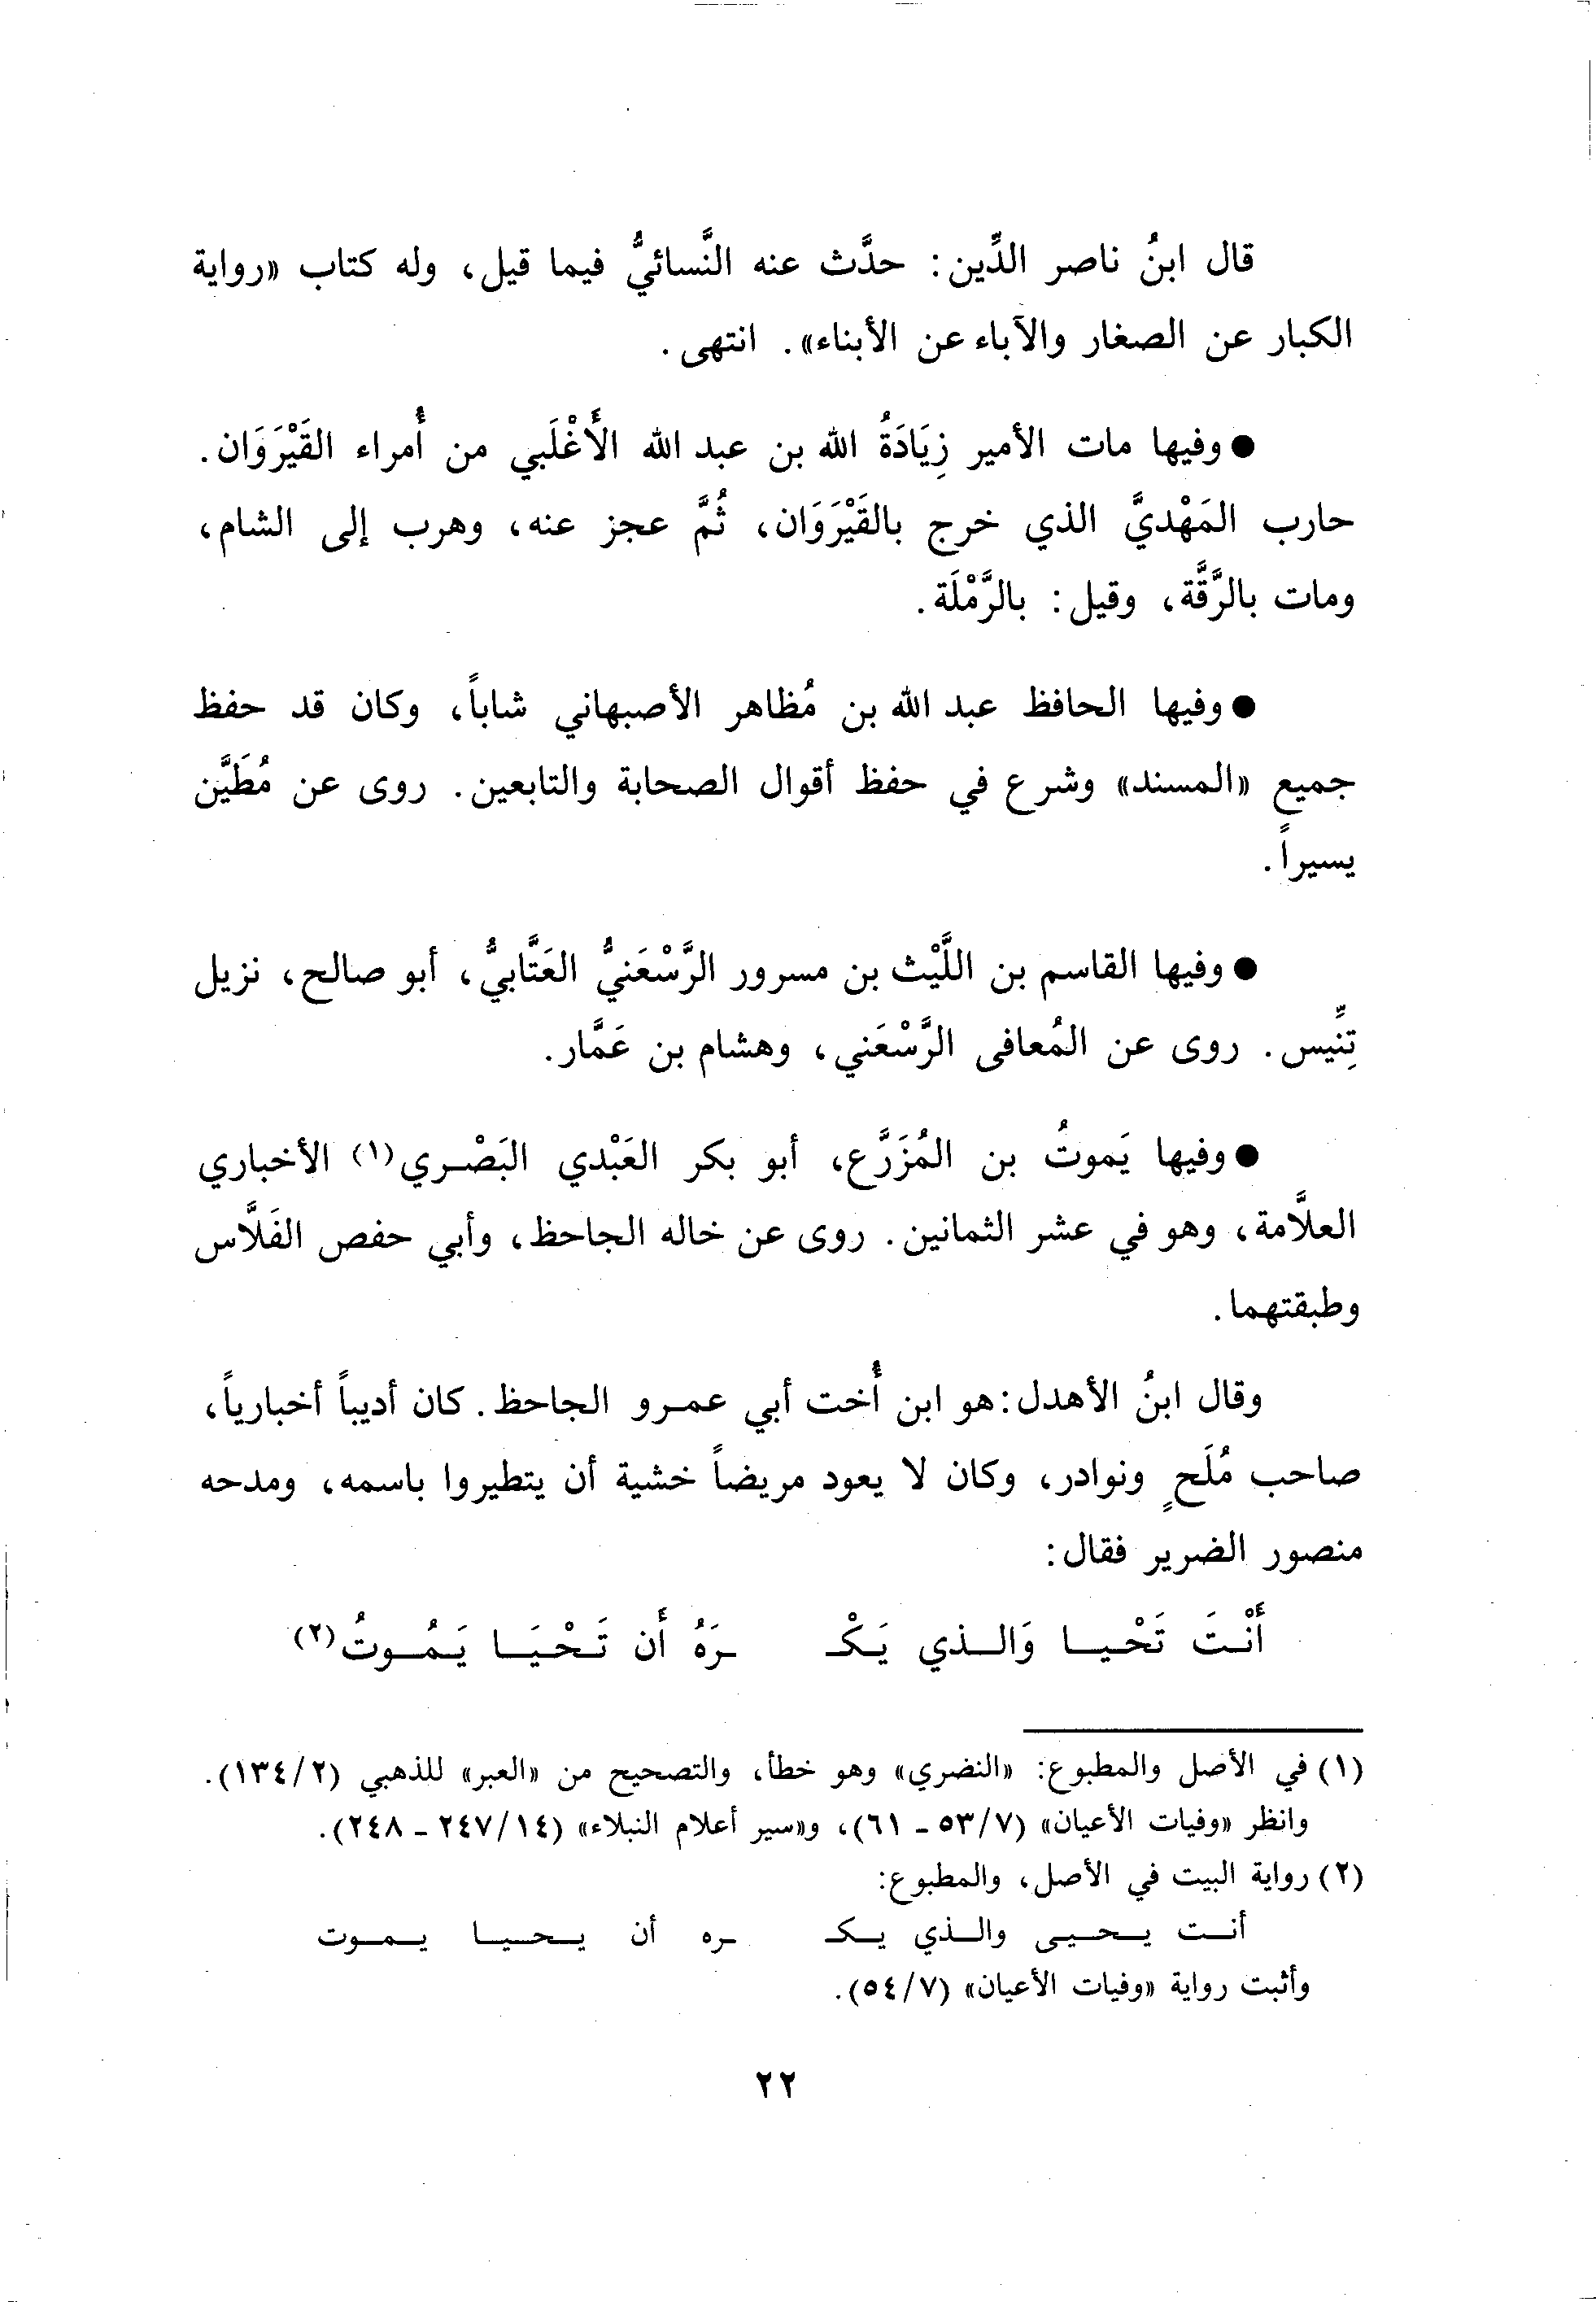 قال ابنُ ناصر الدِّين: حدَّث عنه النَّسائيُّ فيما قيل، وله كتاب «رواية
الكبار عن الصغار والآباء عن الأبناء». انتهى.
● وفيها مات الأمير زِيَادَةُ الله بن عبد الله الأَغْلَبي من أُمراء القَيْرَوَان.
حارب المَهْديَّ الذي خرج بالقَيْرَوَان، ثُمَّ عجز عنه، وهرب إلى الشام،
ومات بالرَّقَّة، وقيل: بالرَّمْلَة.
● وفيها الحافظ عبد الله بن مُظاهر الأصبهاني شاباً، وكان قد حفظ
جميع «المسند» وشرع في حفظ أقوال الصحابة والتابعين. روى عن مُطَيَّن
يسيراً.
● وفيها القاسم بن اللَّيْث بن مسرور الرَّسْعَنيُّ العَتَّابيُّ، أبو صالح، نزيل
تِنِّيس. روى عن المُعافى الرَّسْعَني، وهشام بن عَمَّار.
● وفيها يَموتُ بن المُزَرَّع، أبو بكر العَبْدي البَصْري(١) الأخباري
العلاَّمة، وهو في عشر الثمانين. روى عن خاله الجاحظ، وأبي حفص الفَلاَّس
وطبقتهما.
وقال ابنُ الأهدل: هو ابن أُخت أبي عمرو الجاحظ. كان أديباً أخبارياً،
صاحب مُلَحٍ ونوادر، وكان لا يعود مريضاً خشية أن يتطيروا باسمه، ومدحه
منصور الضرير فقال:
أَنْتَ تَحْيا وَالذي يَكْـ ـرَهُ أَن تَحْيَا يَمُوتُ(٢)
(١) في الأصل والمطبوع: «النضري» وهو خطأ، والتصحيح من «العبر» للذهبي (١٣٤/٢).
وانظر «وفيات الأعيان» (٥٣/٧ - ٦١)، و«سير أعلام النبلاء» (٢٤٧/١٤ - ٢٤٨).
(٢) رواية البيت في الأصل، والمطبوع:
أنت يحيى والذي يكـ ـره أن يحيا يموت
وأثبت رواية «وفيات الأعيان» (٥٤/٧).
٢٢